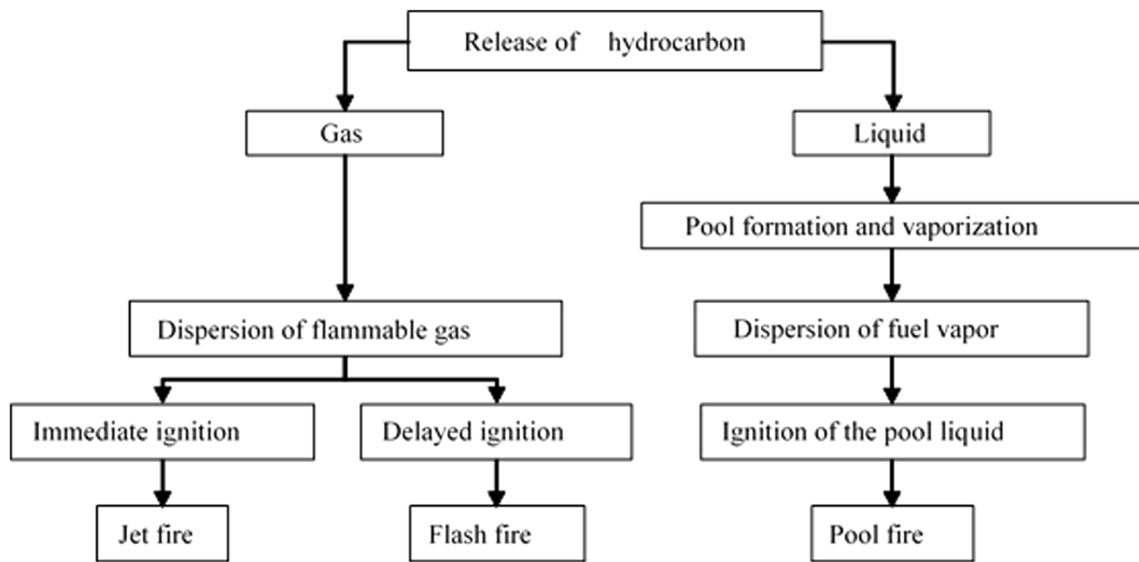 Release of hydrocarbon
Gas
Liquid
Pool formation and vaporization
Dispersion of flammable gas
Dispersion of fuel vapor
Immediate ignition
Delayed ignition
Ignition of the pool liquid
Jet fire
Flash fire
Pool fire